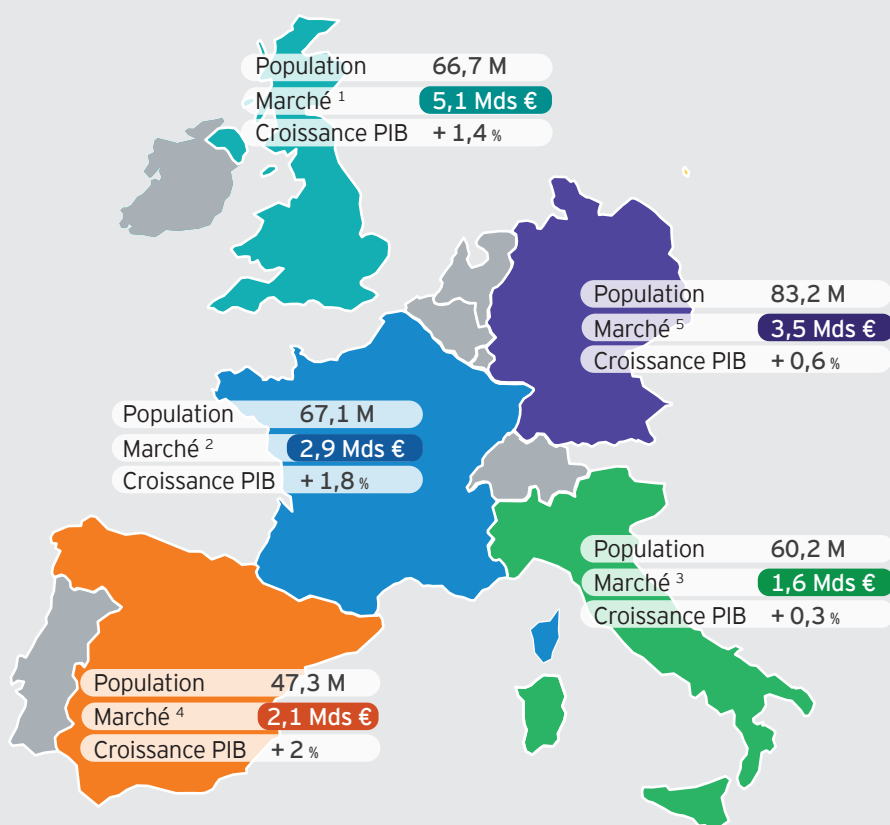 Population 66,7 M
Marché ¹ 5,1 Mds €
Croissance PIB + 1,4 %
Population 83,2 M
Marché ⁵ 3,5 Mds €
Croissance PIB + 0,6 %
Population 67,1 M
Marché ² 2,9 Mds €
Croissance PIB + 1,8 %
Population 60,2 M
Marché ³ 1,6 Mds €
Croissance PIB + 0,3 %
Population 47,3 M
Marché ⁴ 2,1 Mds €
Croissance PIB + 2 %